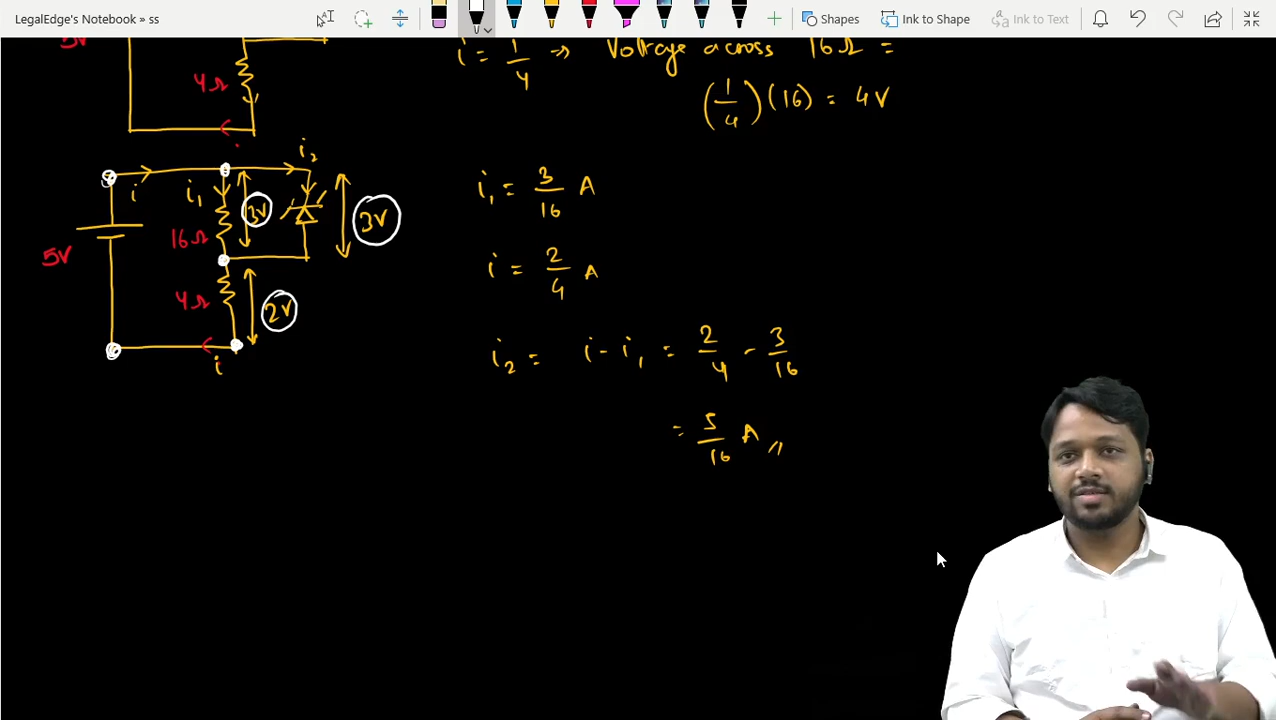 LegalEdge's Notebook » ss
Shapes
Ink to Shape
Ink to Text
5V
4Ω
i = 1/4 ⇒ Voltage across 16Ω =
(1/4)(16) = 4V
i
i₂
i₁
16Ω
3V
3V
5V
4Ω
2V
i
i₁ = 3/16 A
i = 2/4 A
i₂ = i - i₁ = 2/4 - 3/16
= 5/16 A //